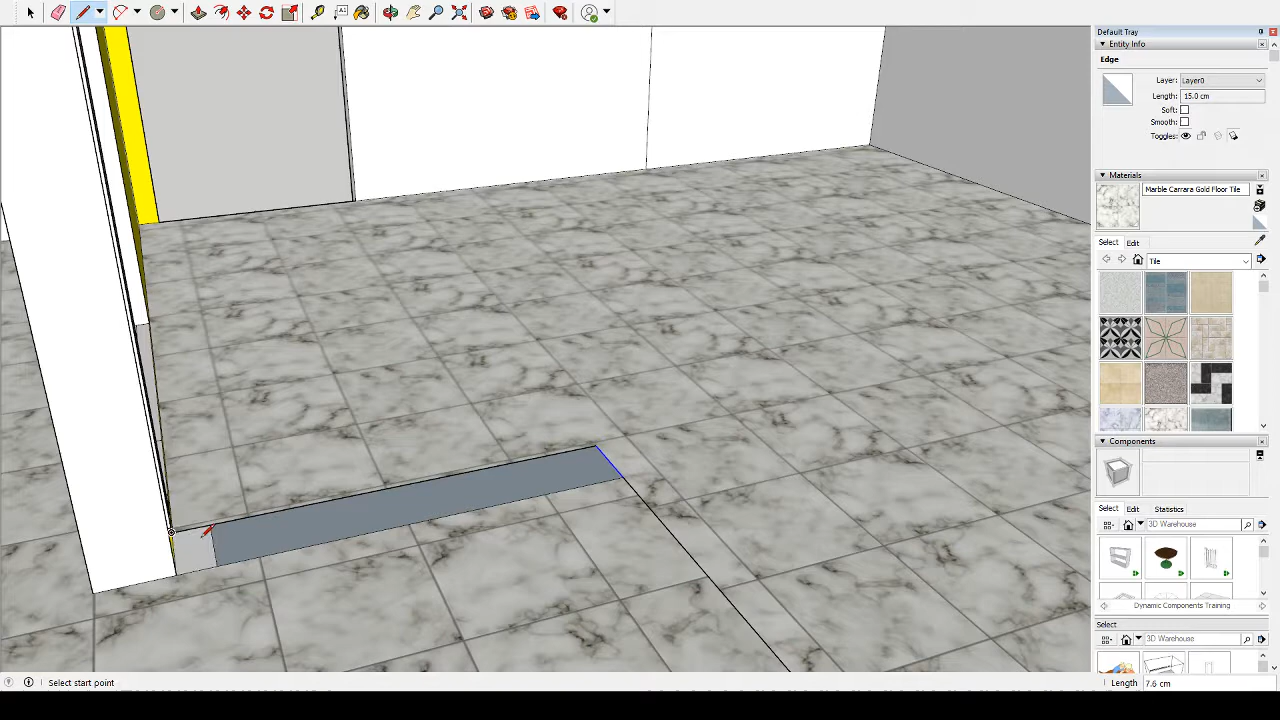 Default Tray
Entity Info
Edge
Layer: Layer0
Length: 15.0 cm
Soft:
Smooth:
Toggles:
Materials
Marble Carrara Gold Floor Tile
Select Edit
Tile
Components
Select Edit Statistics
3D Warehouse
Dynamic Components Training
Select
3D Warehouse
Select start point
Length 7.6 cm